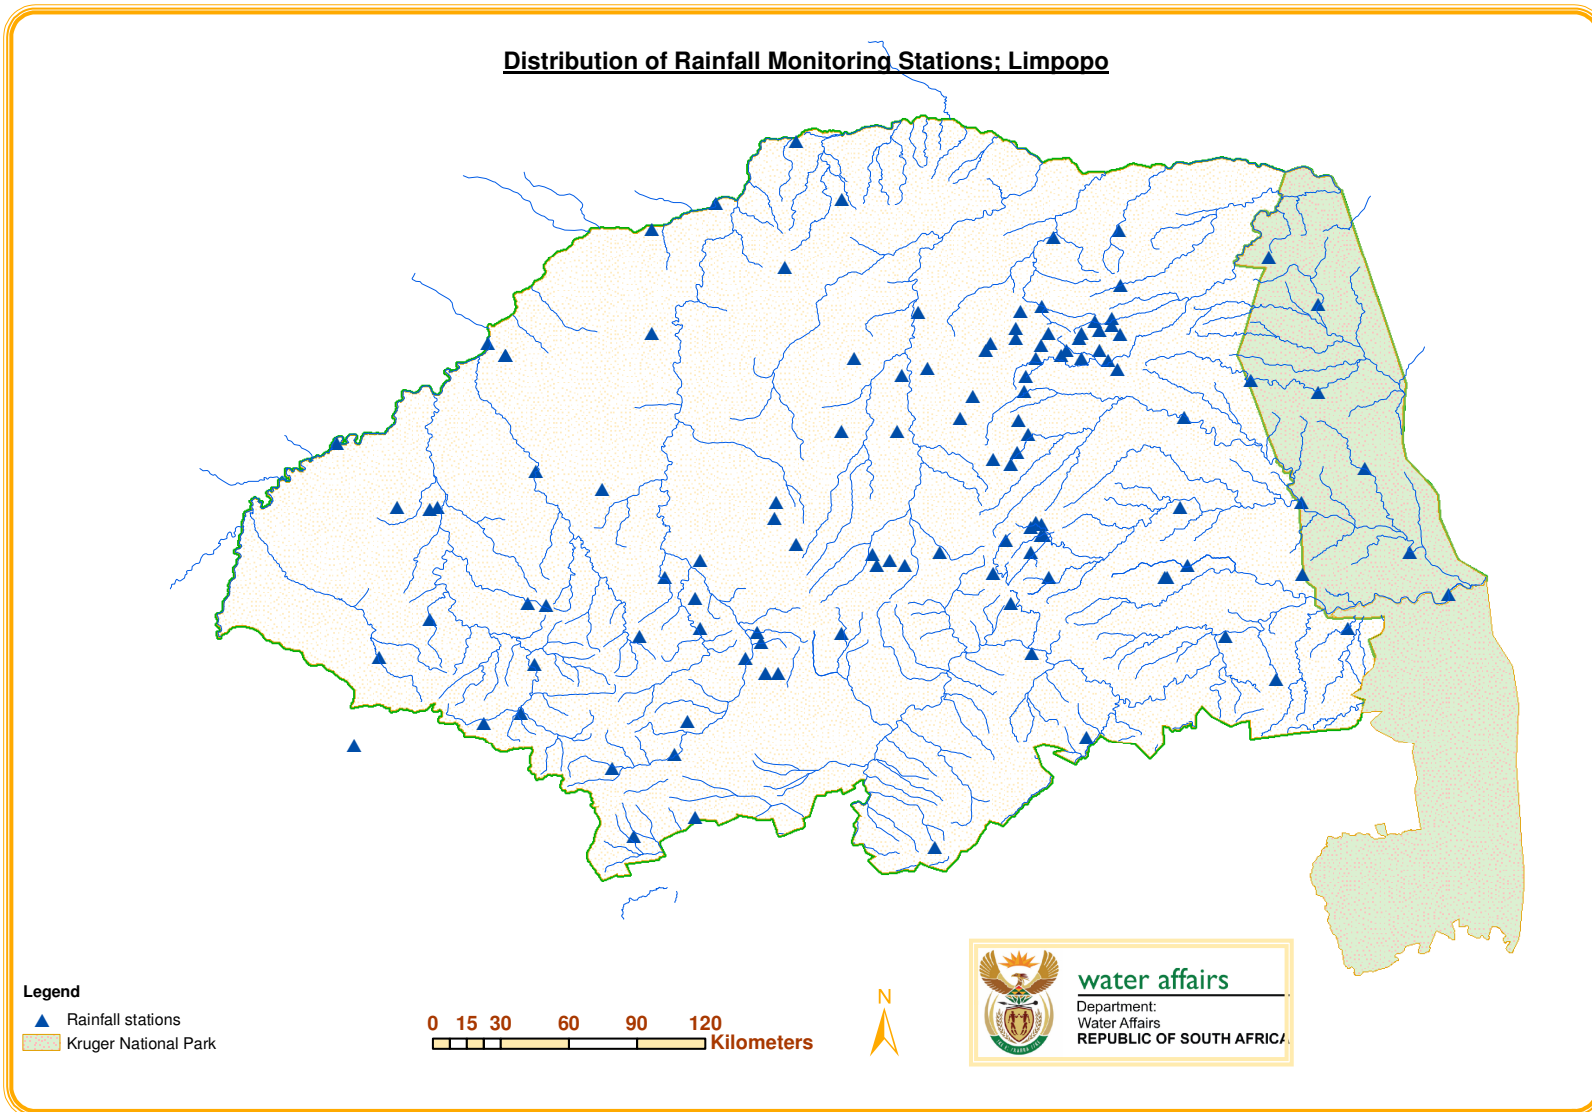 Distribution of Rainfall Monitoring Stations; Limpopo
Legend
Rainfall stations
Kruger National Park
0 15 30 60 90 120
Kilometers
N
water affairs
Department:
Water Affairs
REPUBLIC OF SOUTH AFRICA